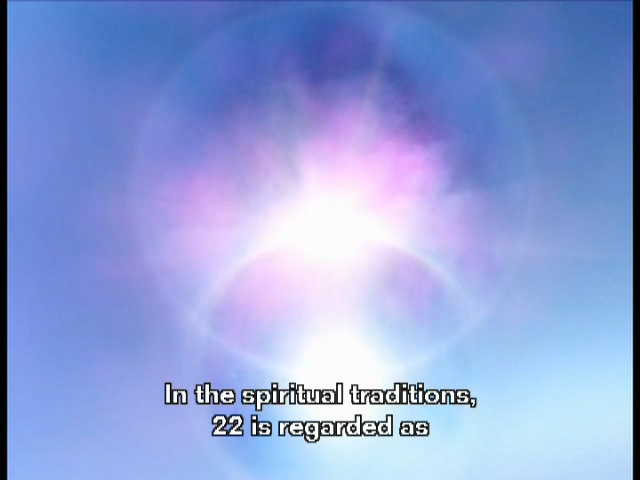 In the spiritual traditions,
22 is regarded as